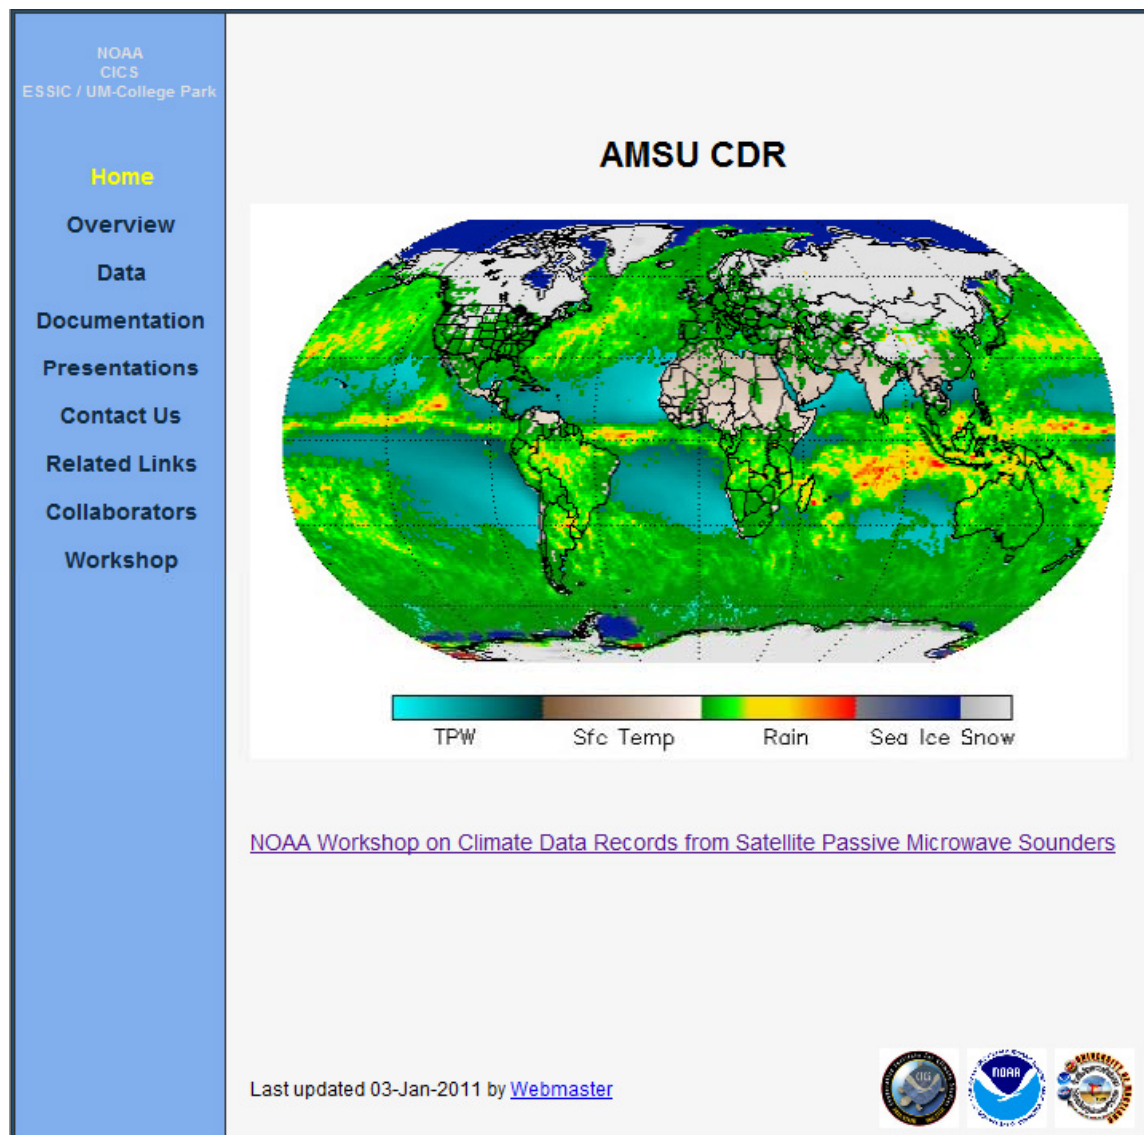 NOAA
CICS
ESSIC / UM-College Park
Home
Overview
Data
Documentation
Presentations
Contact Us
Related Links
Collaborators
Workshop
AMSU CDR
TPW Sfc Temp Rain Sea Ice Snow
NOAA Workshop on Climate Data Records from Satellite Passive Microwave Sounders
Last updated 03-Jan-2011 by Webmaster
NOAA